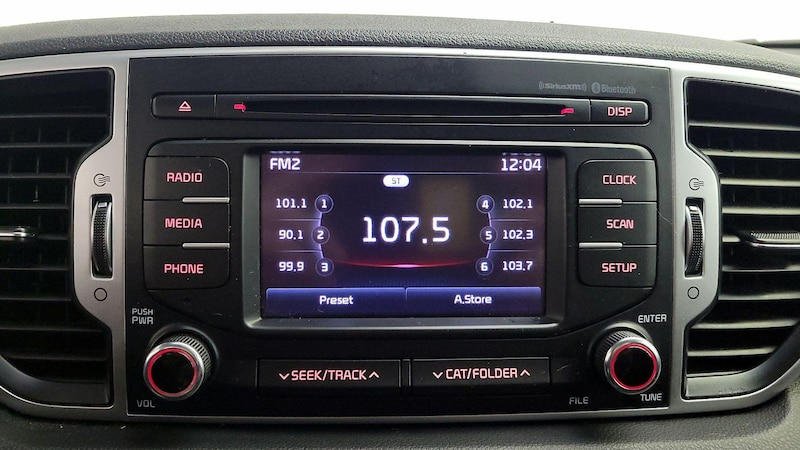 SiriusXM Bluetooth
DISP
RADIO
MEDIA
PHONE
FM2 12:04
ST
101.1 1
90.1 2
99.9 3
107.5
4 102.1
5 102.3
6 103.7
Preset A.Store
CLOCK
SCAN
SETUP
PUSH
PWR
VOL
SEEK/TRACK
CAT/FOLDER
ENTER
FILE TUNE